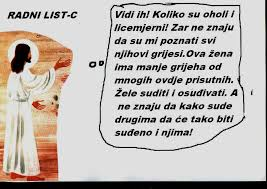 RADNI LIST-C
Vidi ih! Koliko su oholi i
licemjerni! Zar ne znaju
da su mi poznati svi
njihovi grijesi.Ova žena
ima manje grijeha od
mnogih ovdje prisutnih.
Žele suditi i osuđivati. A
ne znaju da kako sude
drugima da će tako biti
suđeno i njima!